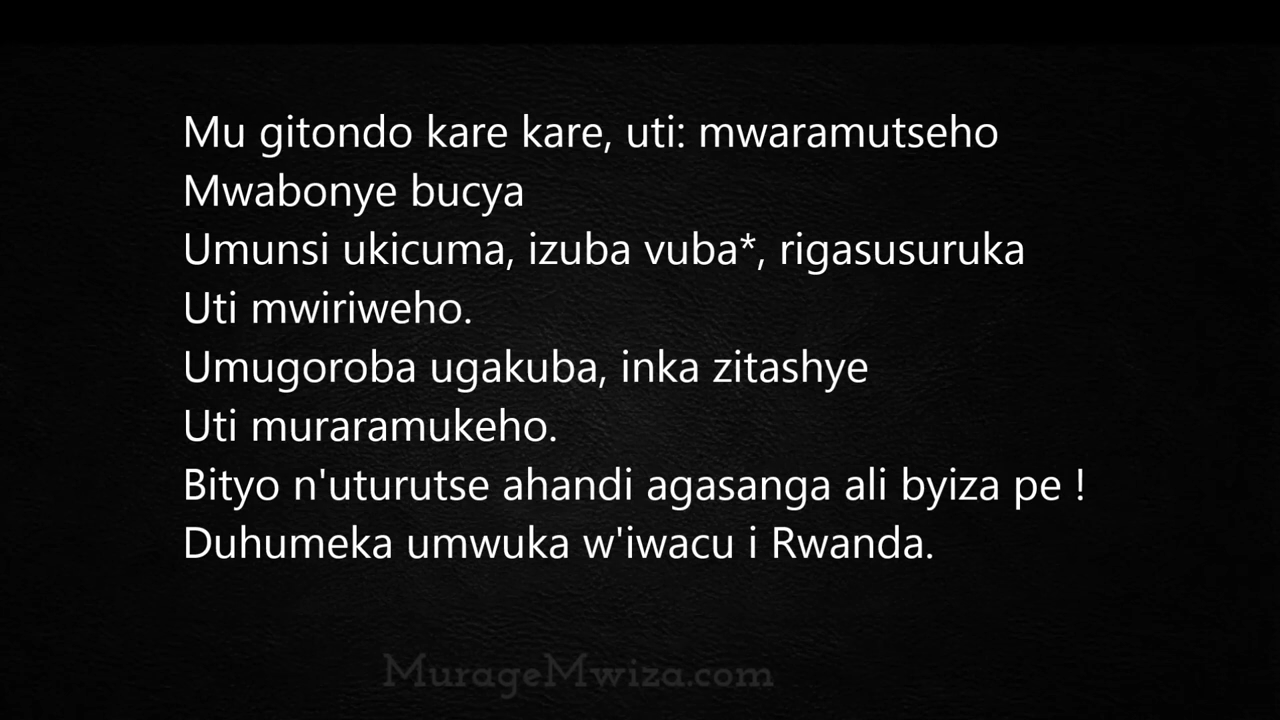 Mu gitondo kare kare, uti: mwaramutseho
Mwabonye bucya
Umunsi ukicuma, izuba vuba*, rigasusuruka
Uti mwiriweho.
Umugoroba ugakuba, inka zitashye
Uti muraramukeho.
Bityo n'uturutse ahandi agasanga ali byiza pe !
Duhumeka umwuka w'iwacu i Rwanda.
MurageMwiza.com